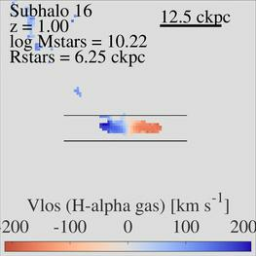 Subhalo 16
12.5 ckpc
z = 1.00
log Mstars = 10.22
Rstars = 6.25 ckpc
Vlos (H-alpha gas) [km s⁻¹]
-200 -100 0 100 200